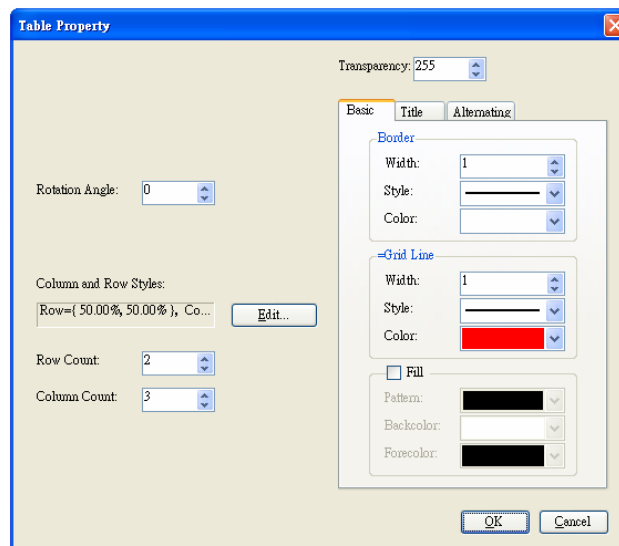 Table Property
Transparency: 255
Basic Title Alternating
Border
Width: 1
Style:
Color:
Rotation Angle: 0
=Grid Line
Width: 1
Style:
Color:
Column and Row Styles:
Row={ 50.00%, 50.00% }, Co... Edit...
Row Count: 2
Column Count: 3
Fill
Pattern:
Backcolor:
Forecolor:
OK Cancel